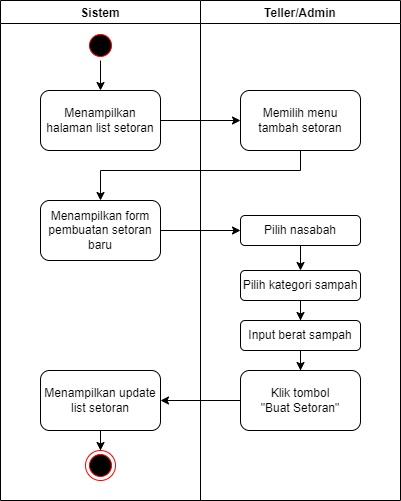 Sistem
Teller/Admin
Menampilkan
halaman list setoran
Memilih menu
tambah setoran
Menampilkan form
pembuatan setoran
baru
Pilih nasabah
Pilih kategori sampah
Input berat sampah
Klik tombol
"Buat Setoran"
Menampilkan update
list setoran